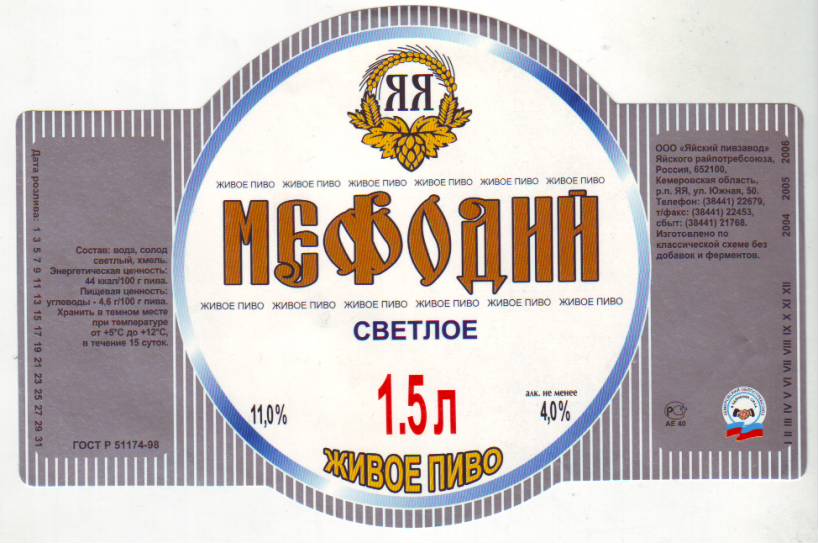 Дата розлива: 1 3 5 7 9 11 13 15 17 19 21 23 25 27 29 31
Состав: вода, солод
светлый, хмель.
Энергетическая ценность:
44 ккал/100 г пива.
Пищевая ценность:
углеводы - 4,6 г/100 г пива.
Хранить в темном месте
при температуре
от +5°С до +12°С,
в течение 15 суток.
ГОСТ Р 51174-98
ЯЯ
ЖИВОЕ ПИВО ЖИВОЕ ПИВО ЖИВОЕ ПИВО ЖИВОЕ ПИВО ЖИВОЕ ПИВО ЖИВОЕ ПИВО
МЕФОДИЙ
ЖИВОЕ ПИВО ЖИВОЕ ПИВО ЖИВОЕ ПИВО ЖИВОЕ ПИВО ЖИВОЕ ПИВО ЖИВОЕ ПИВО
СВЕТЛОЕ
1.5 л
11,0%
алк. не менее
4,0%
ЖИВОЕ ПИВО
ООО «Яйский пивзавод»
Яйского райпотребсоюза,
Россия, 652100,
Кемеровская область,
р.п. ЯЯ, ул. Южная, 50.
Телефон: (38441) 22679,
т/факс: (38441) 22453,
сбыт: (38441) 21768.
Изготовлено по
классической схеме без
добавок и ферментов.
РС
АЕ 40
I II III IV V VI VII VIII IX X XI XII 2004 2005 2006